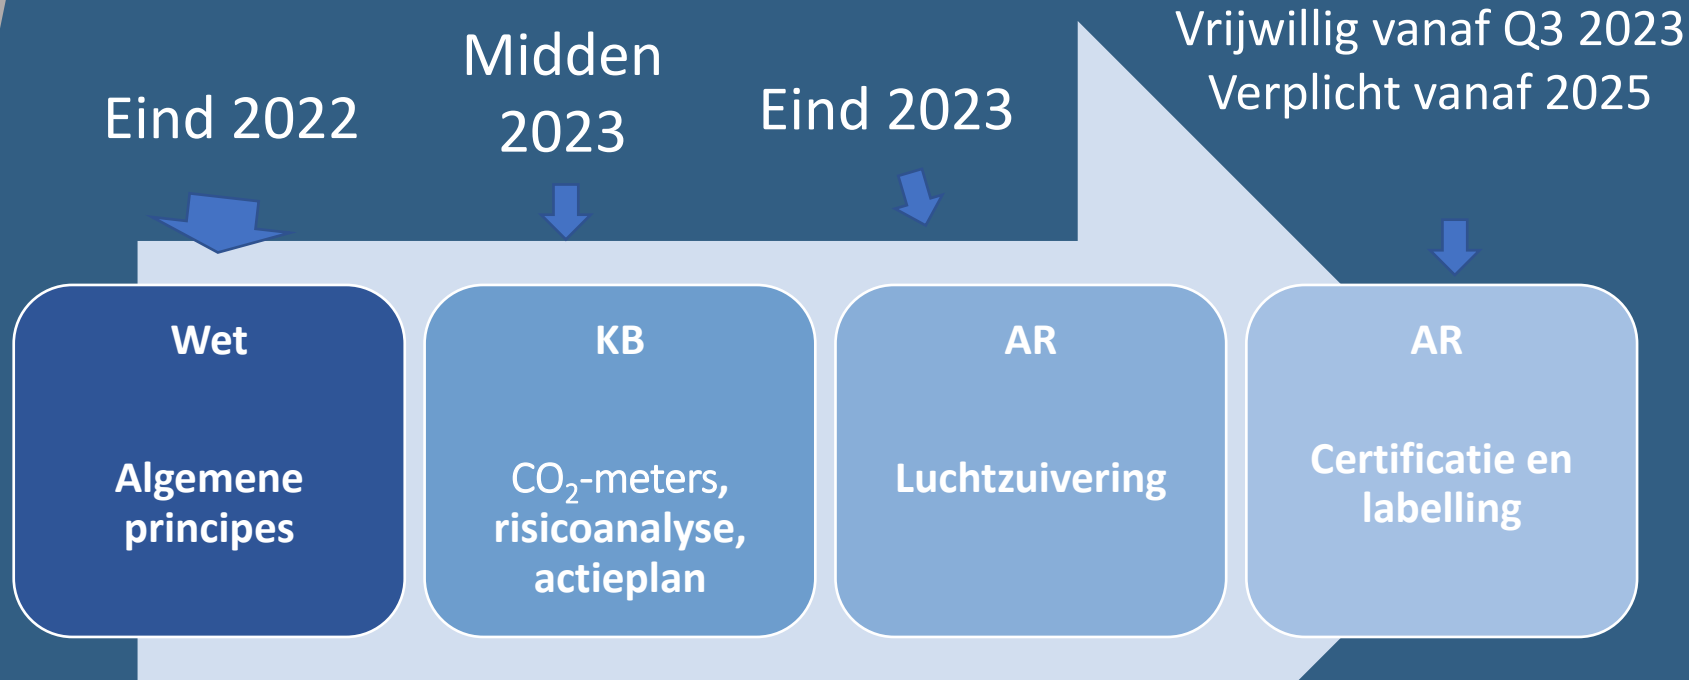 Eind 2022
Midden
2023
Eind 2023
Vrijwillig vanaf Q3 2023
Verplicht vanaf 2025
Wet
Algemene
principes
KB
CO₂-meters,
risicoanalyse,
actieplan
AR
Luchtzuivering
AR
Certificatie en
labelling